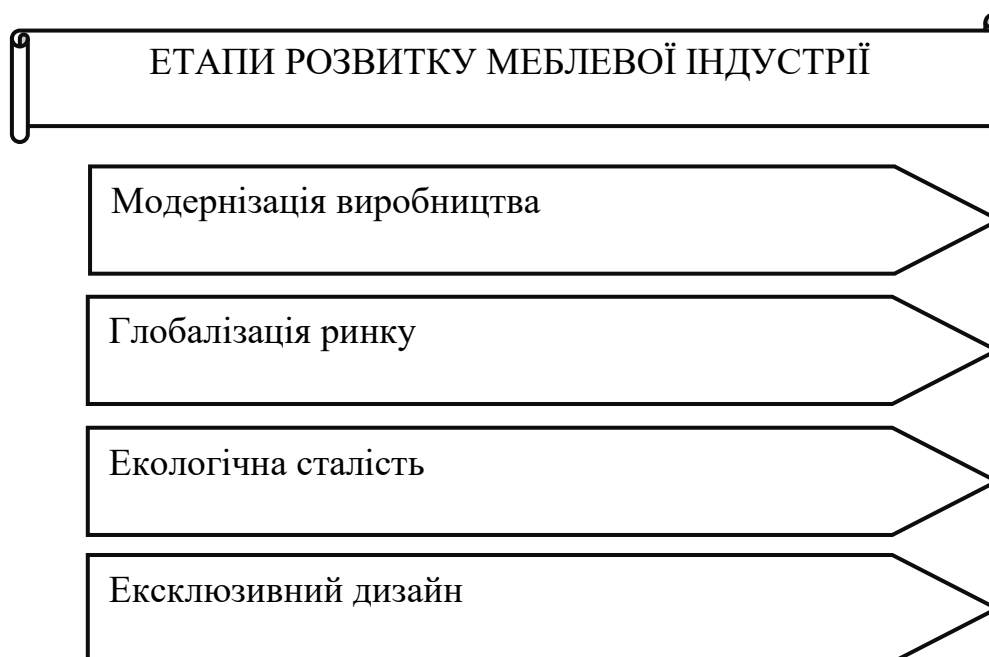 ЕТАПИ РОЗВИТКУ МЕБЛЕВОЇ ІНДУСТРІЇ
Модернізація виробництва
Глобалізація ринку
Екологічна сталість
Ексклюзивний дизайн